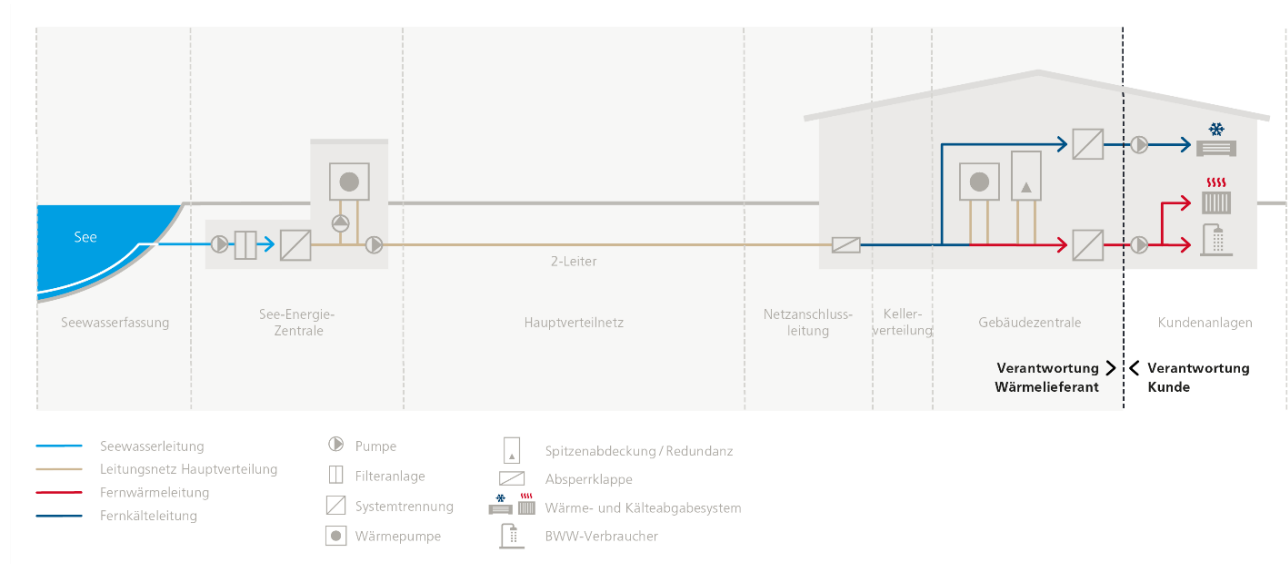 See
2-Leiter
Seewasserfassung
See-Energie-
Zentrale
Hauptverteilnetz
Netzanschluss-
leitung
Keller-
verteilung
Gebäudezentrale
Kundenanlagen
Verantwortung
Wärmelieferant
Verantwortung
Kunde
Seewasserleitung
Leitungsnetz Hauptverteilung
Fernwärmeleitung
Fernkälteleitung
Pumpe
Filteranlage
Systemtrennung
Wärmepumpe
Spitzenabdeckung / Redundanz
Absperrklappe
Wärme- und Kälteabgabesystem
BWW-Verbraucher